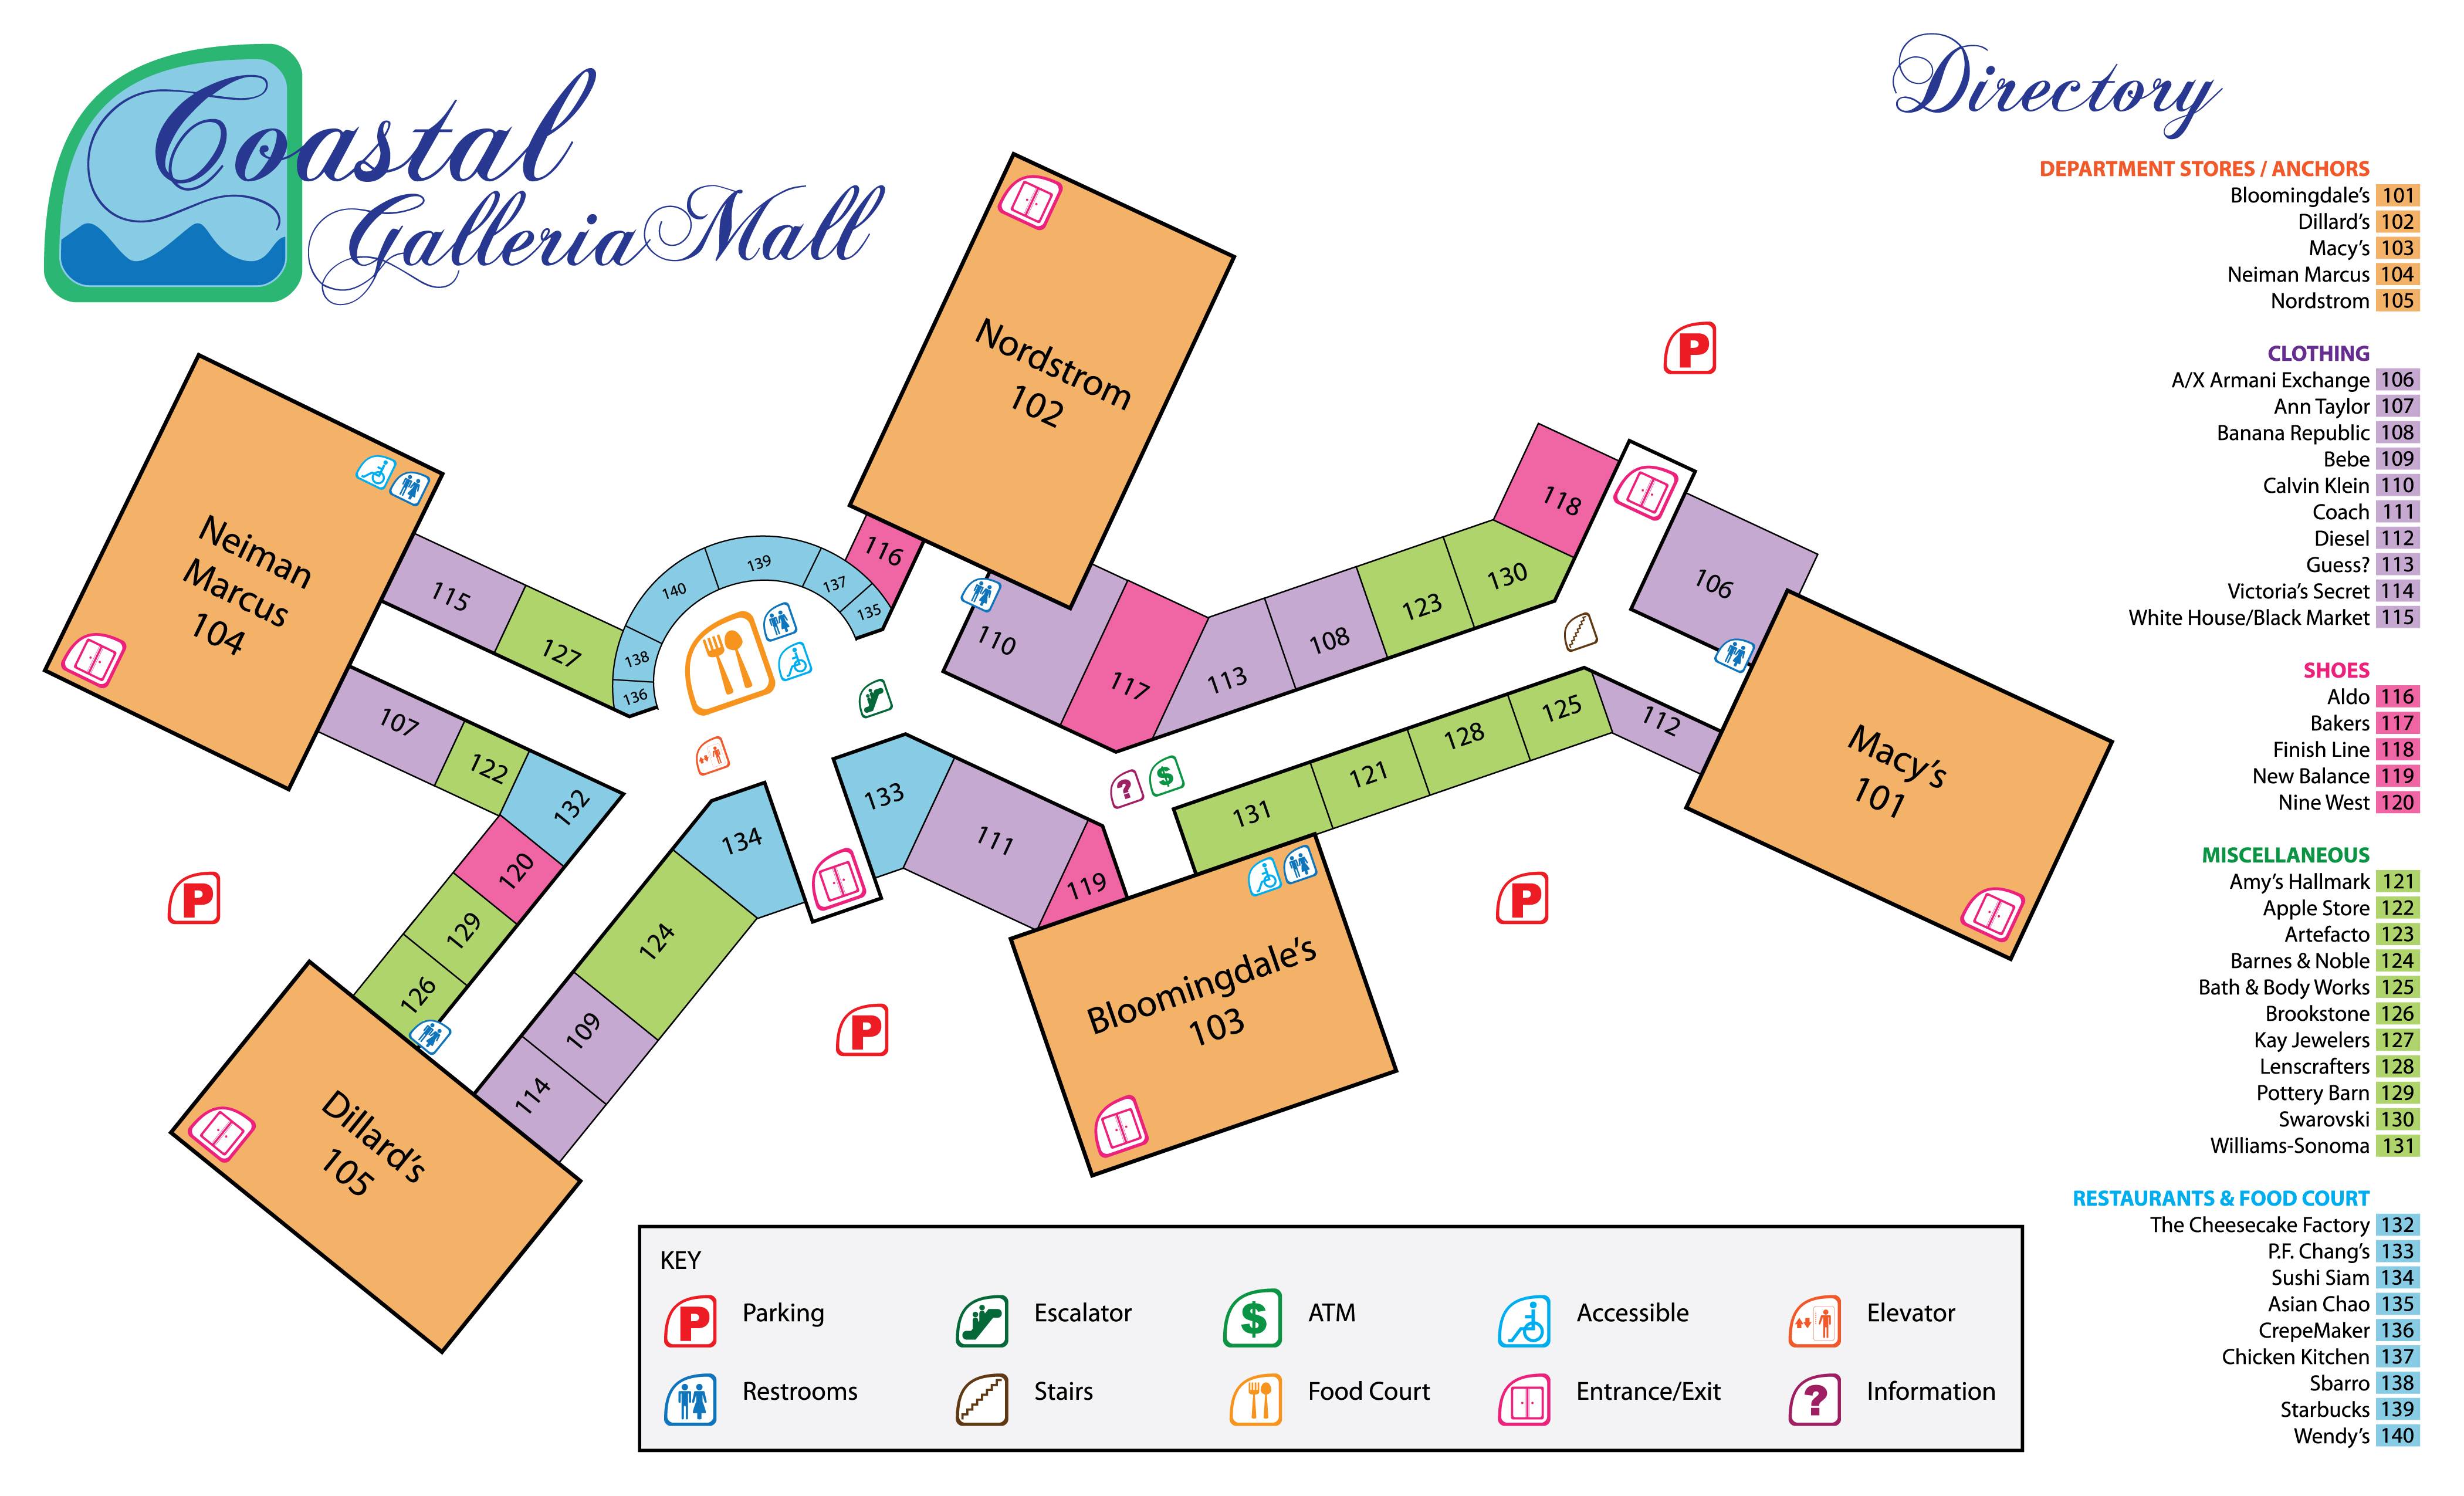 Coastal
Galleria Mall
Directory
DEPARTMENT STORES / ANCHORS
Bloomingdale's 101
Dillard's 102
Macy's 103
Neiman Marcus 104
Nordstrom 105
CLOTHING
A/X Armani Exchange 106
Ann Taylor 107
Banana Republic 108
Bebe 109
Calvin Klein 110
Coach 111
Diesel 112
Guess? 113
Victoria's Secret 114
White House/Black Market 115
SHOES
Aldo 116
Bakers 117
Finish Line 118
New Balance 119
Nine West 120
MISCELLANEOUS
Amy's Hallmark 121
Apple Store 122
Artefacto 123
Barnes & Noble 124
Bath & Body Works 125
Brookstone 126
Kay Jewelers 127
Lenscrafters 128
Pottery Barn 129
Swarovski 130
Williams-Sonoma 131
RESTAURANTS & FOOD COURT
The Cheesecake Factory 132
P.F. Chang's 133
Sushi Siam 134
Asian Chao 135
CrepeMaker 136
Chicken Kitchen 137
Sbarro 138
Starbucks 139
Wendy's 140
Nordstrom
102
Neiman
Marcus
104
115
127
140
139
137
135
138
136
116
110
117
113
108
123
130
118
106
P
107
122
132
120
129
126
134
124
109
114
133
111
119
?
$
131
121
128
125
112
Macy's
101
Bloomingdale's
103
Dillard's
105
P
P
P
KEY
P Parking
Escalator
$ ATM
Accessible
Elevator
Restrooms
Stairs
Food Court
Entrance/Exit
? Information